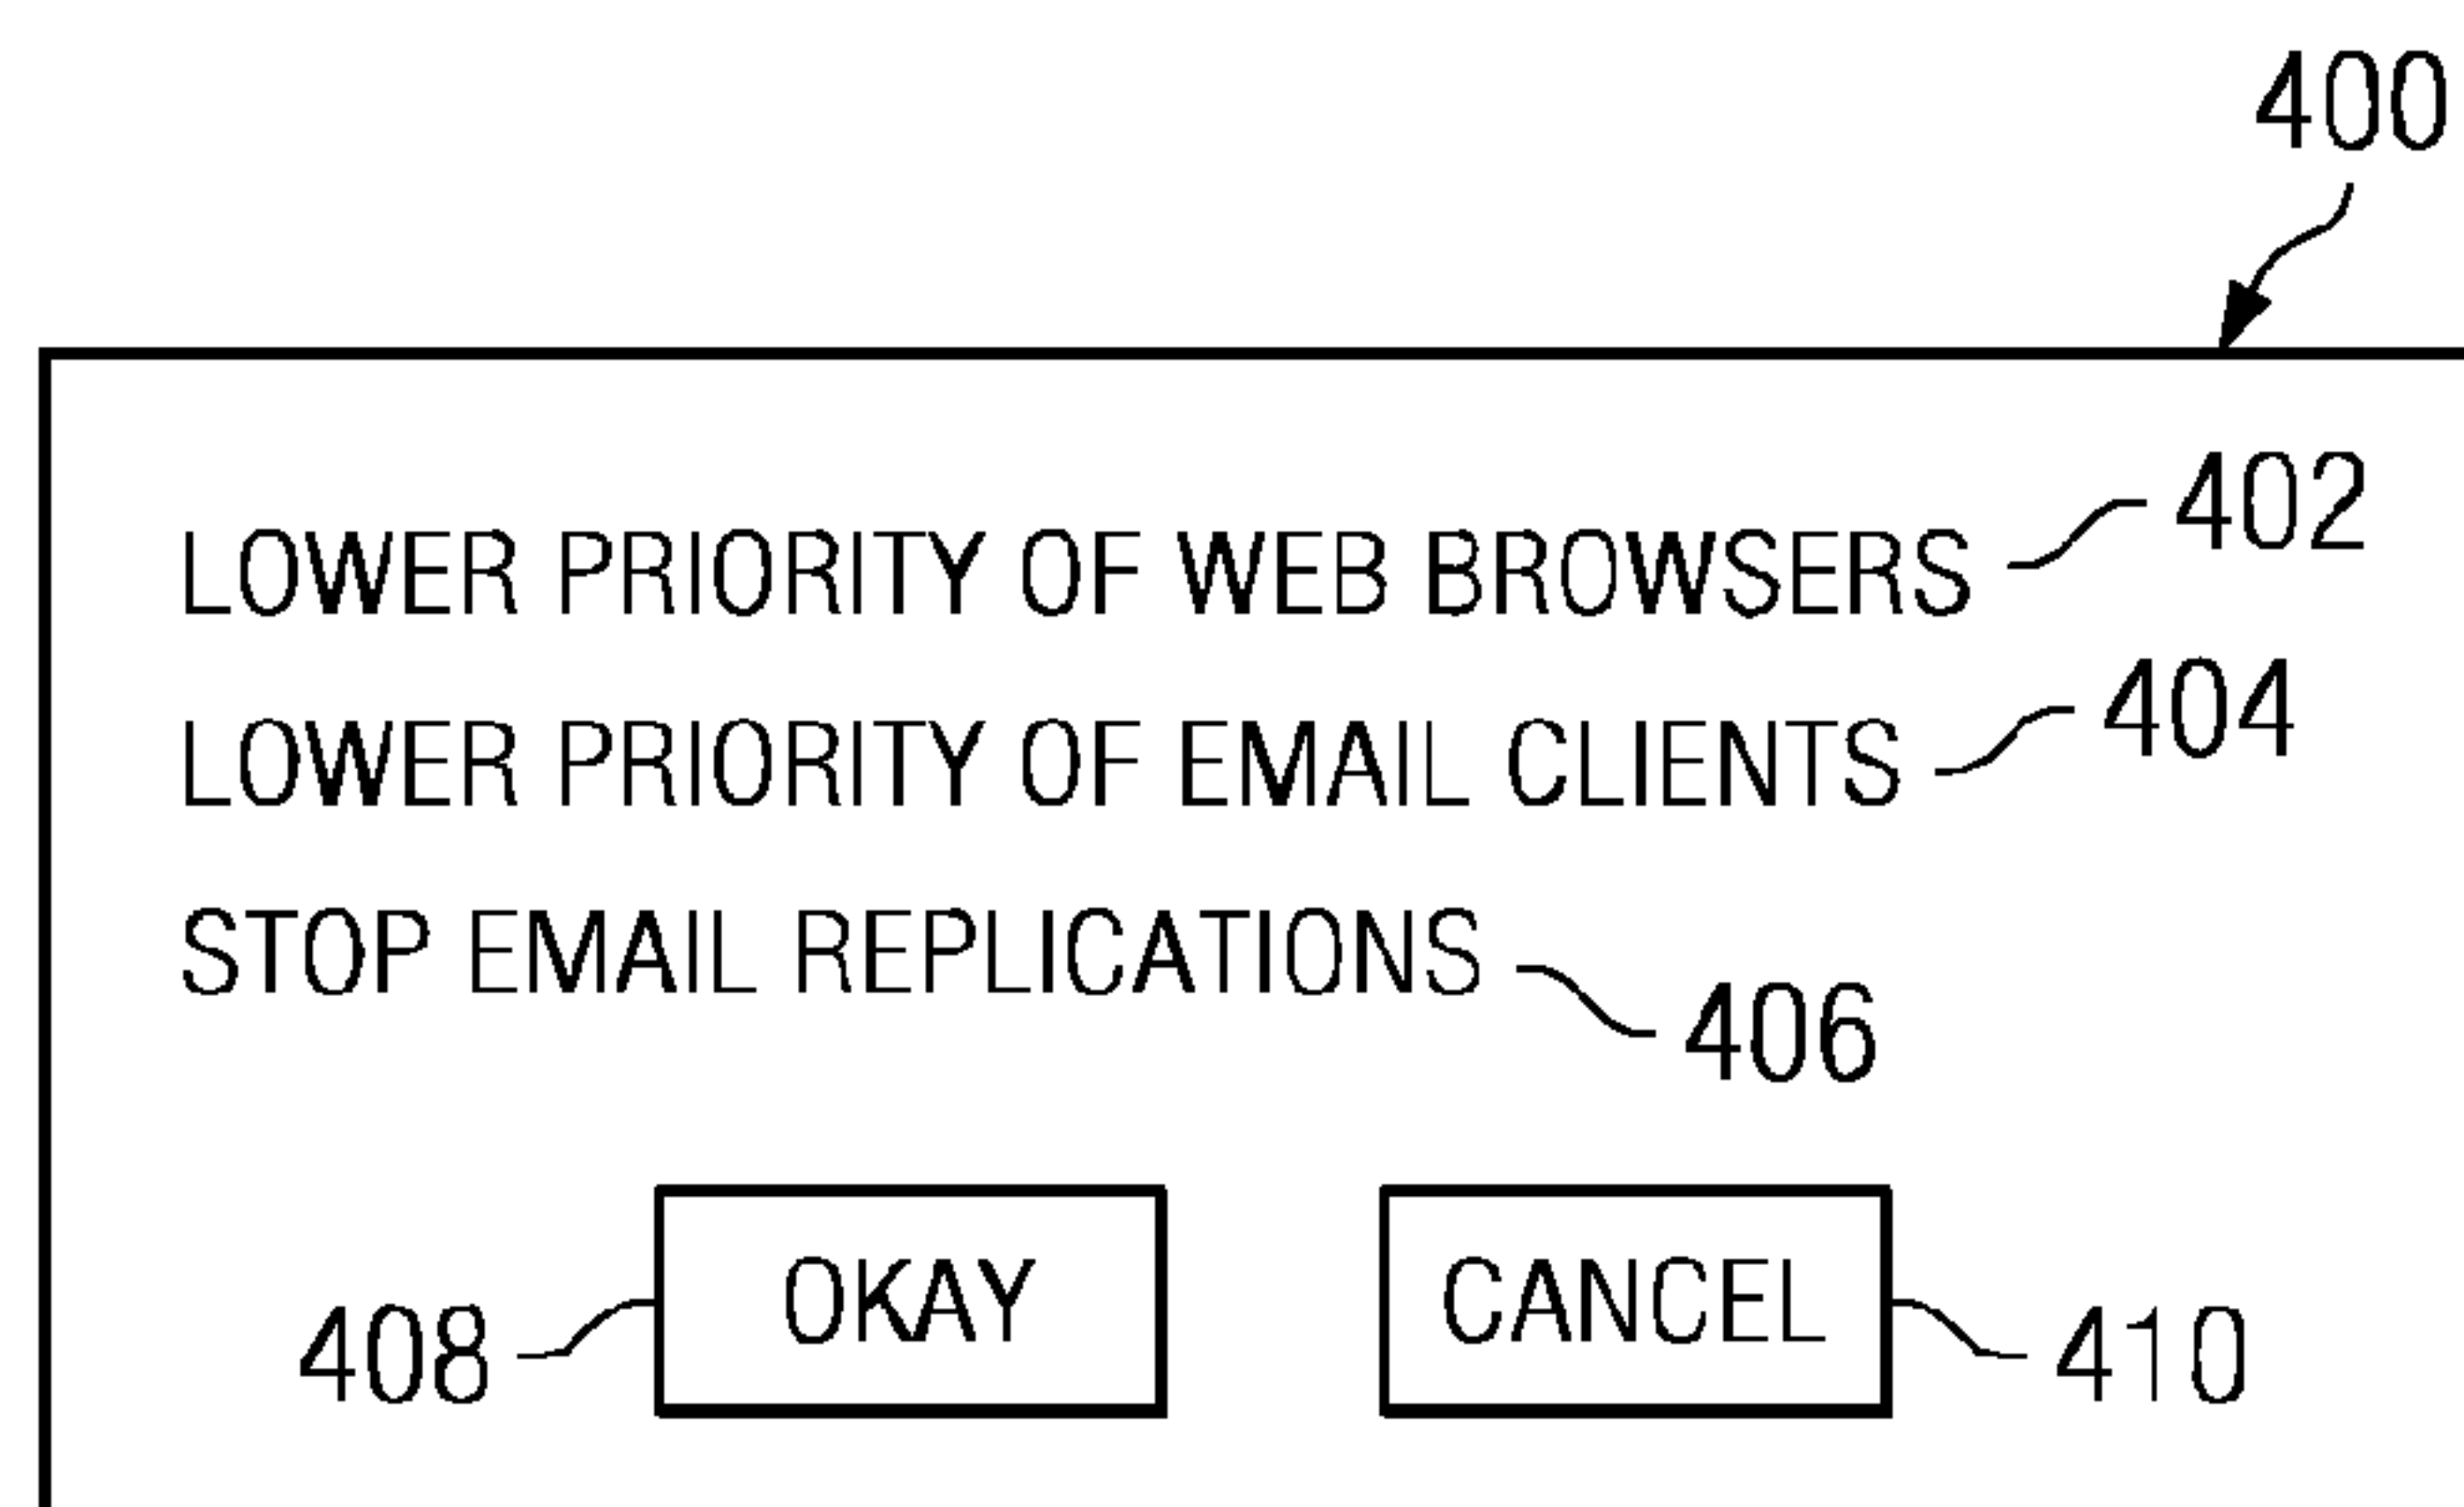 400
LOWER PRIORITY OF WEB BROWSERS 402
LOWER PRIORITY OF EMAIL CLIENTS 404
STOP EMAIL REPLICATIONS 406
408 OKAY CANCEL 410